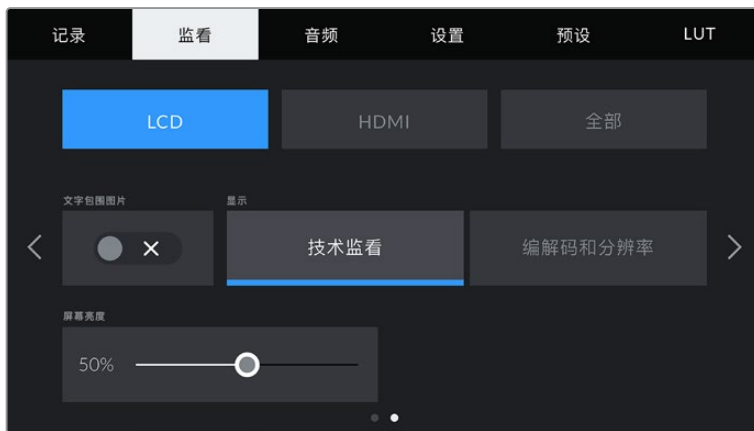 记录 监看 音频 设置 预设 LUT
LCD HDMI 全部
文字包围图片 显示
技术监看 编解码和分辨率
屏幕亮度
50%